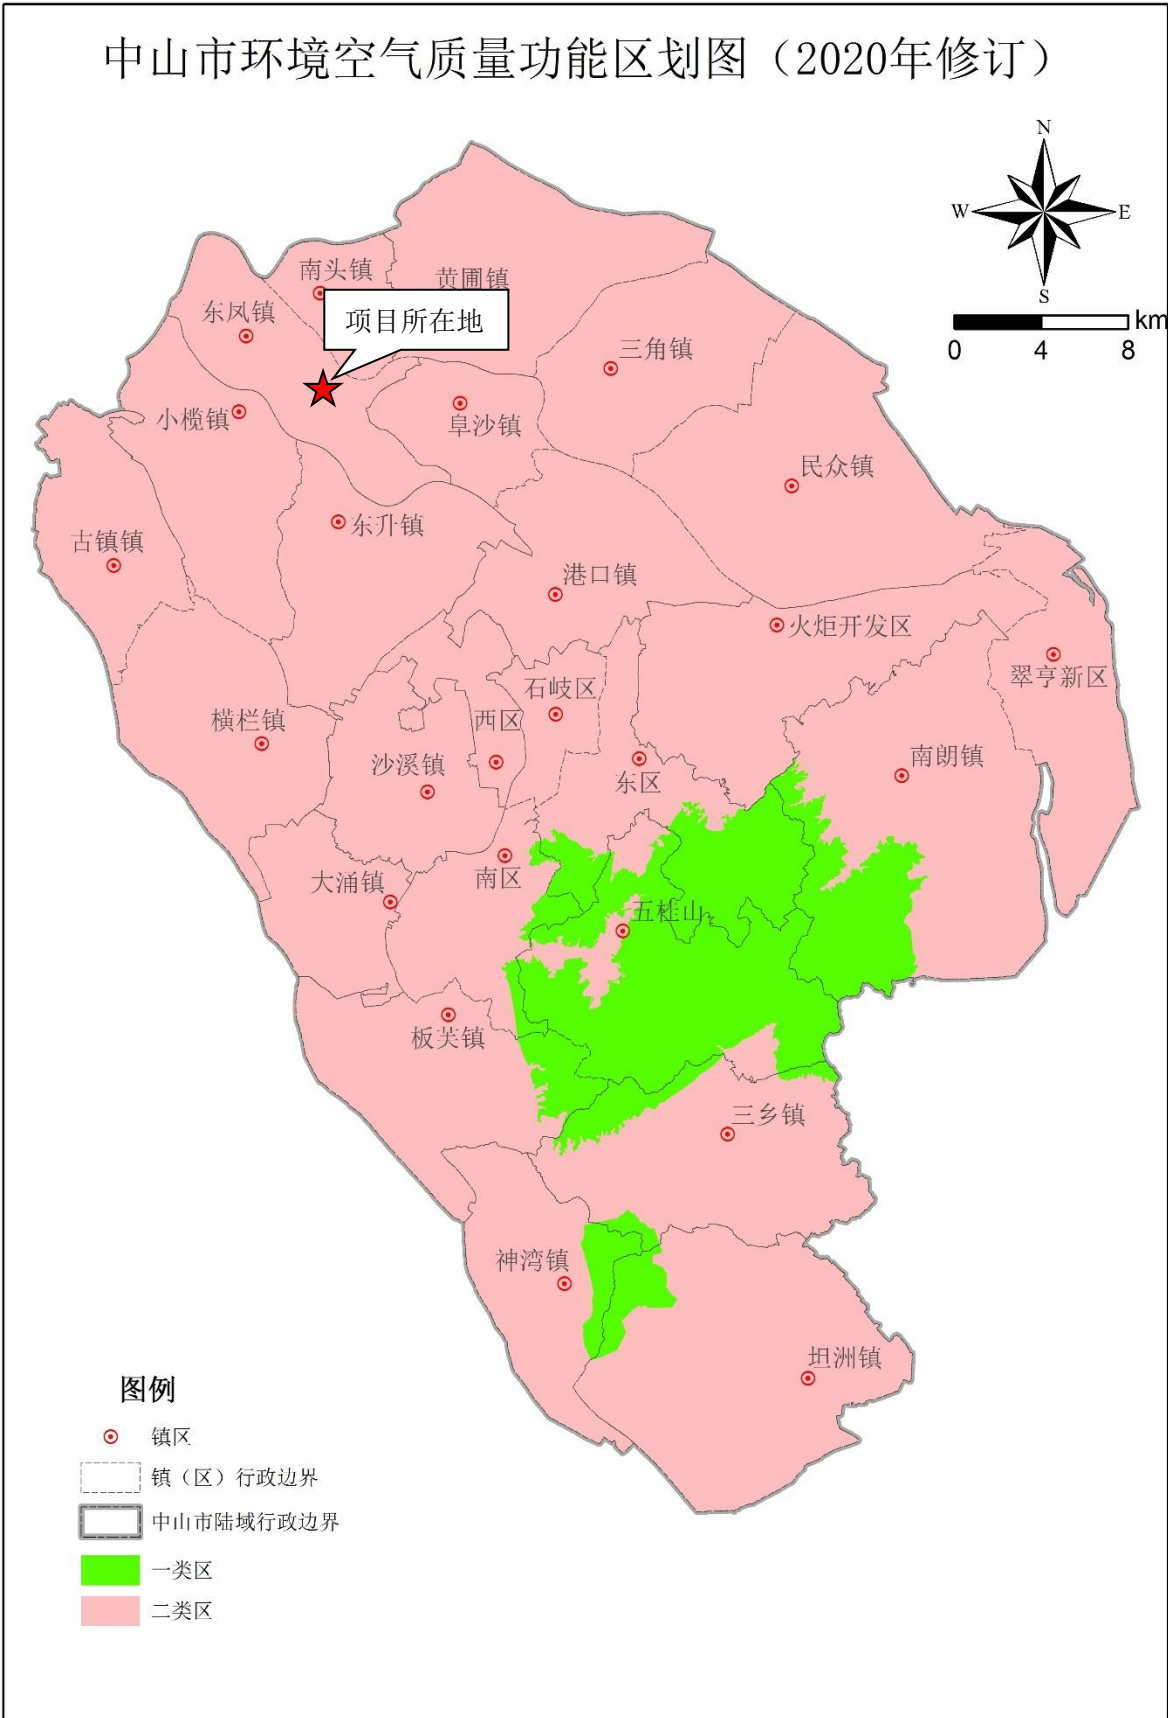 中山市环境空气质量功能区划图（2020年修订）
N
W
E
S
km
0
4
8
南头镇
黄圃镇
东凤镇
项目所在地
三角镇
小榄镇
阜沙镇
民众镇
东升镇
古镇镇
港口镇
火炬开发区
翠亨新区
石岐区
横栏镇
西区
沙溪镇
东区
南朗镇
南区
大涌镇
五桂山
板芙镇
三乡镇
神湾镇
坦洲镇
图例
镇区
镇（区）行政边界
中山市陆域行政边界
一类区
二类区